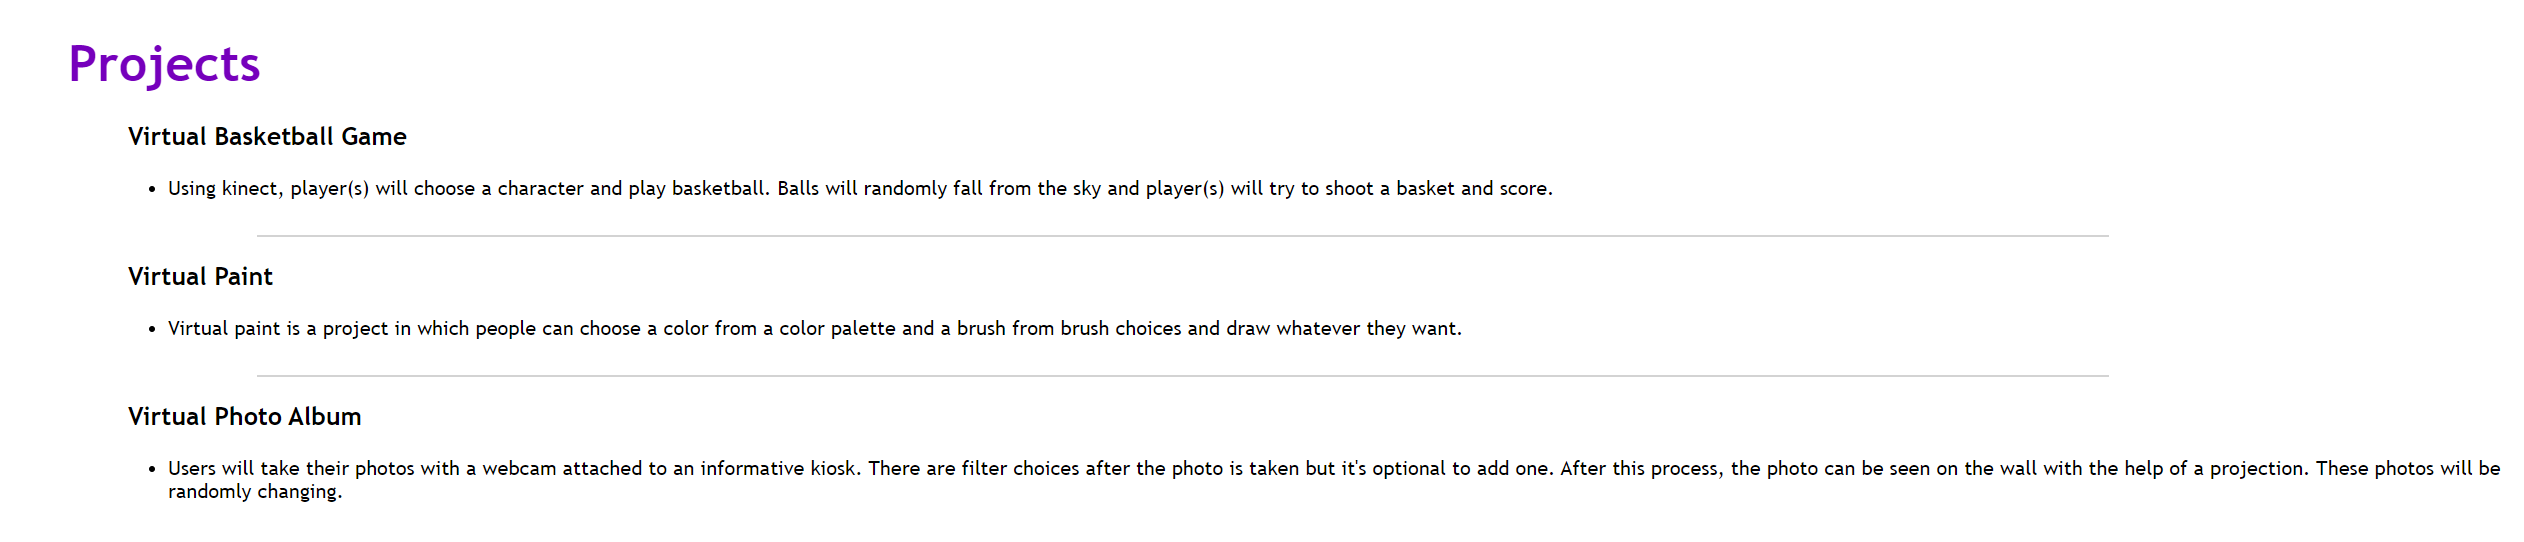 Projects
Virtual Basketball Game
• Using kinect, player(s) will choose a character and play basketball. Balls will randomly fall from the sky and player(s) will try to shoot a basket and score.
Virtual Paint
• Virtual paint is a project in which people can choose a color from a color palette and a brush from brush choices and draw whatever they want.
Virtual Photo Album
• Users will take their photos with a webcam attached to an informative kiosk. There are filter choices after the photo is taken but it's optional to add one. After this process, the photo can be seen on the wall with the help of a projection. These photos will be
randomly changing.